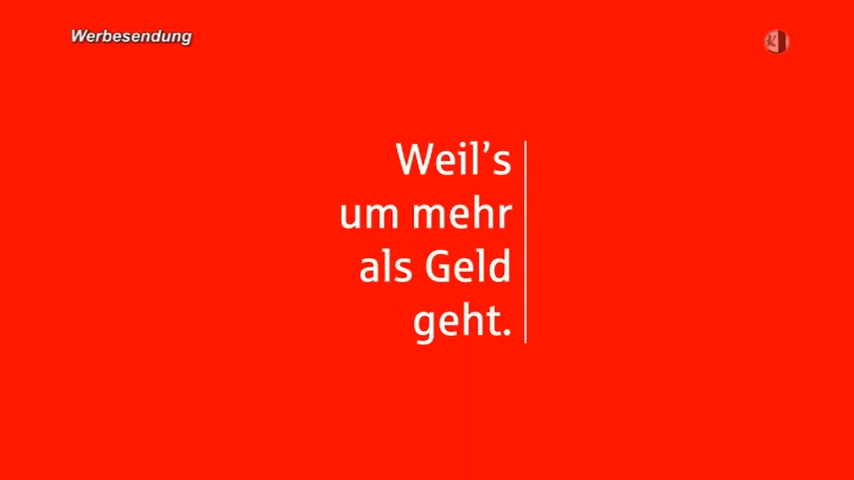 Werbesendung
Weil’s
um mehr
als Geld
geht.